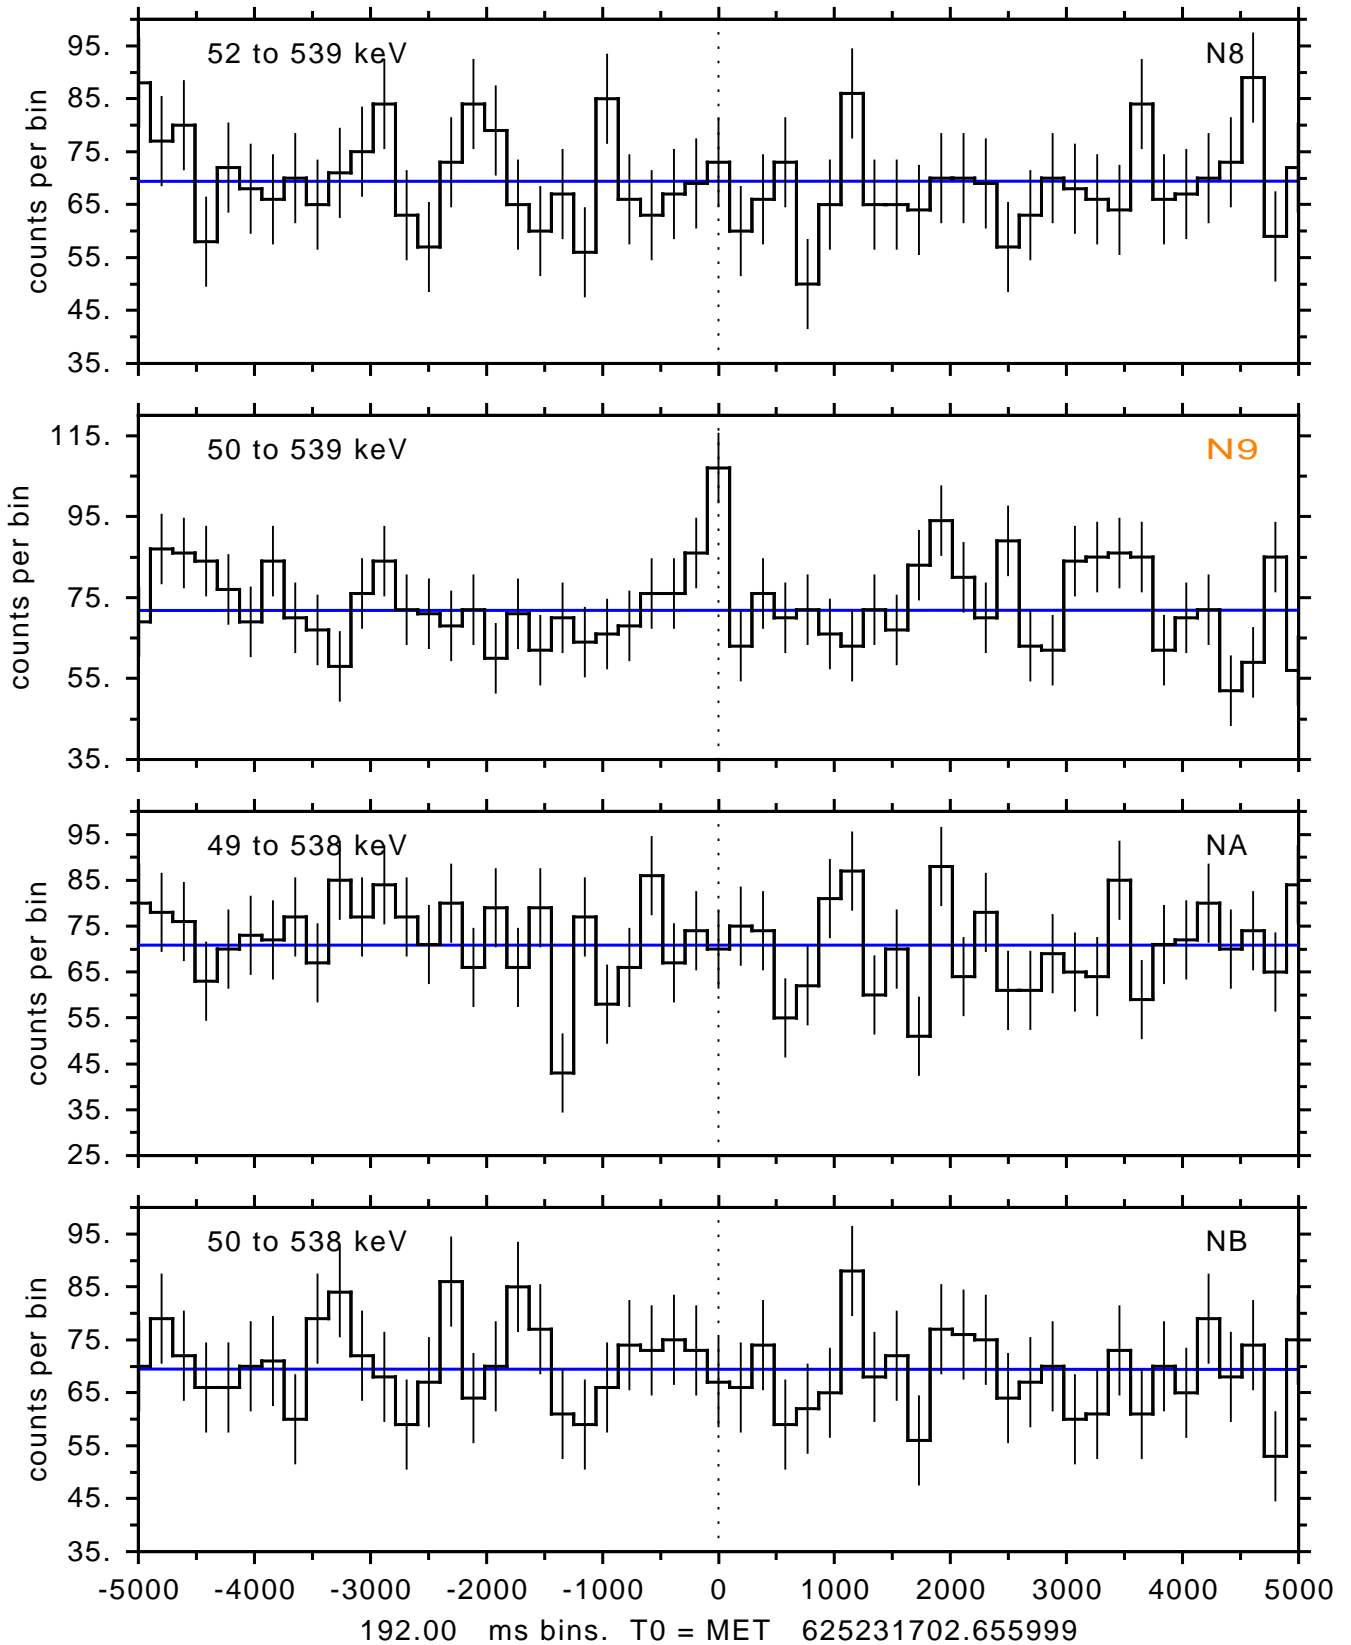 52 to 539 keV N8
95.
85.
75.
65.
55.
45.
35.
counts per bin
50 to 539 keV N9
115.
95.
75.
55.
35.
counts per bin
49 to 538 keV NA
95.
85.
75.
65.
55.
45.
35.
25.
counts per bin
50 to 538 keV NB
95.
85.
75.
65.
55.
45.
35.
counts per bin
-5000 -4000 -3000 -2000 -1000 0 1000 2000 3000 4000 5000
192.00 ms bins. T0 = MET 625231702.655999